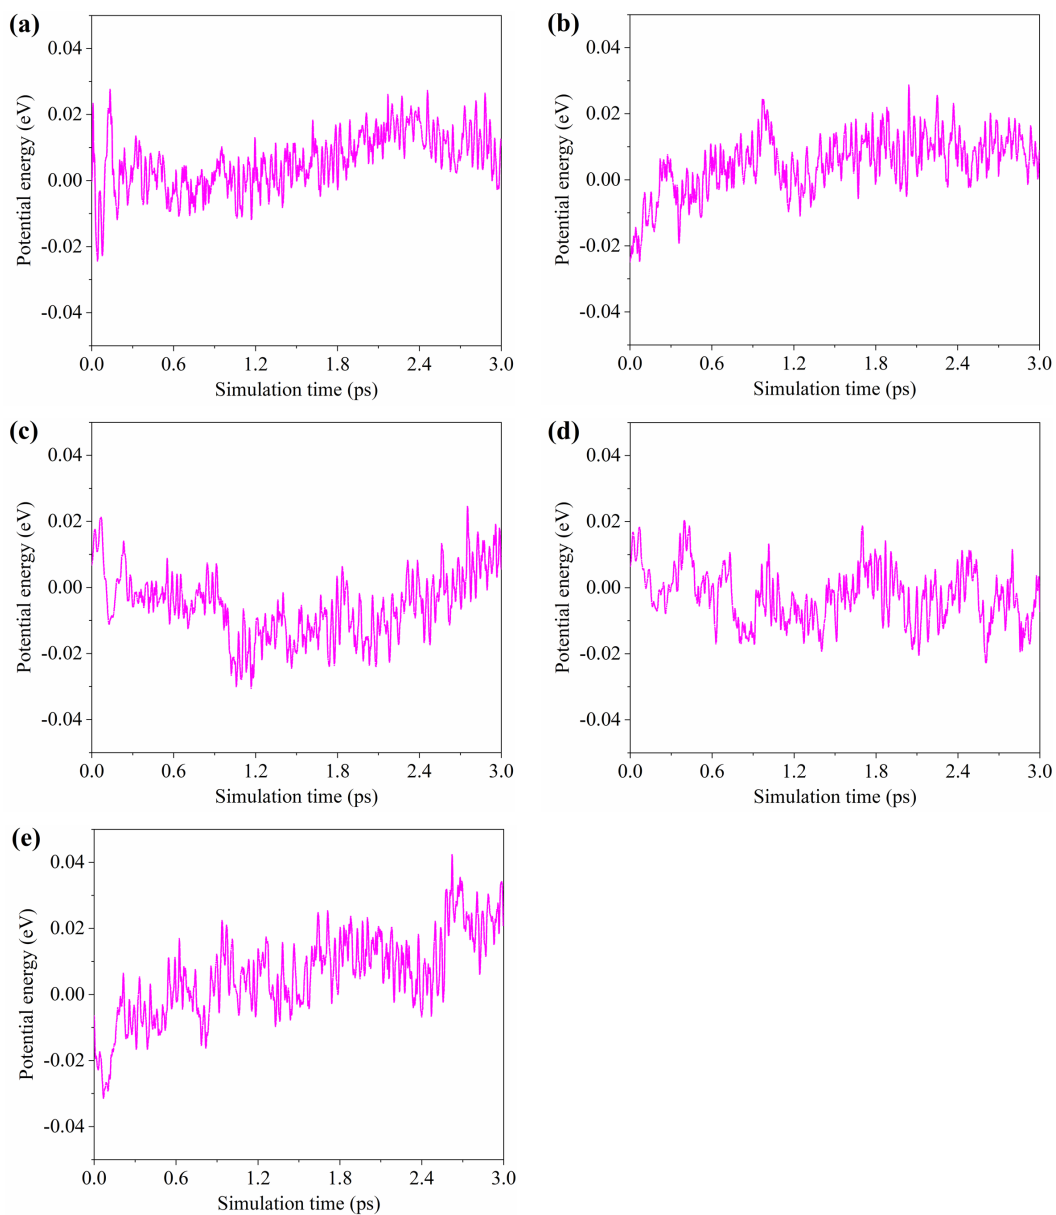 (a)
Potential energy (eV)
0.04
0.02
0.00
-0.02
-0.04
0.0 0.6 1.2 1.8 2.4 3.0
Simulation time (ps)
(b)
Potential energy (eV)
0.04
0.02
0.00
-0.02
-0.04
0.0 0.6 1.2 1.8 2.4 3.0
Simulation time (ps)
(c)
Potential energy (eV)
0.04
0.02
0.00
-0.02
-0.04
0.0 0.6 1.2 1.8 2.4 3.0
Simulation time (ps)
(d)
Potential energy (eV)
0.04
0.02
0.00
-0.02
-0.04
0.0 0.6 1.2 1.8 2.4 3.0
Simulation time (ps)
(e)
Potential energy (eV)
0.04
0.02
0.00
-0.02
-0.04
0.0 0.6 1.2 1.8 2.4 3.0
Simulation time (ps)